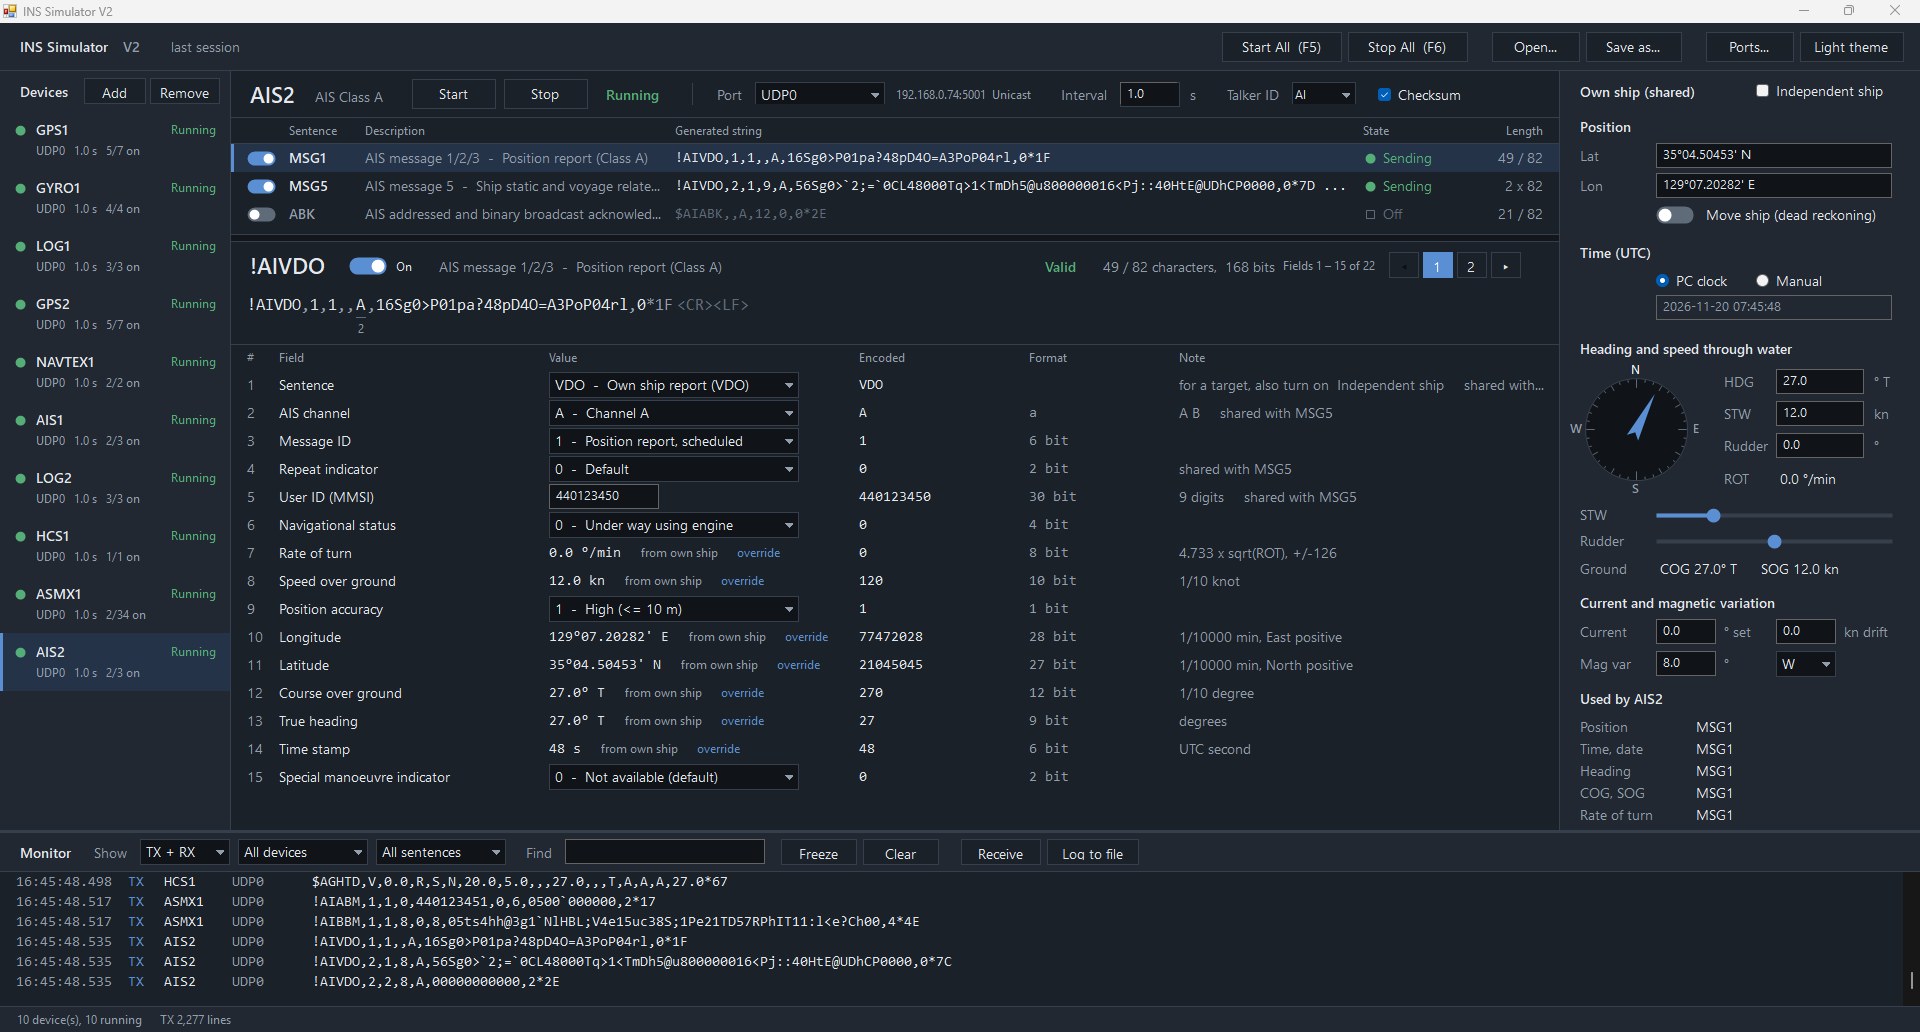 INS Simulator V2
INS Simulator V2 last session Start All (F5) Stop All (F6) Open... Save as... Ports... Light theme
Devices Add Remove
GPS1 Running
UDP0 1.0 s 5/7 on
GYRO1 Running
UDP0 1.0 s 4/4 on
LOG1 Running
UDP0 1.0 s 3/3 on
GPS2 Running
UDP0 1.0 s 5/7 on
NAVTEX1 Running
UDP0 1.0 s 2/2 on
AIS1 Running
UDP0 1.0 s 2/3 on
LOG2 Running
UDP0 1.0 s 3/3 on
HCS1 Running
UDP0 1.0 s 1/1 on
ASMX1 Running
UDP0 1.0 s 2/34 on
AIS2 Running
UDP0 1.0 s 2/3 on
AIS2 AIS Class A Start Stop Running Port UDP0 192.168.0.74:5001 Unicast Interval 1.0 s Talker ID AI Checksum
Sentence Description Generated string State Length
MSG1 AIS message 1/2/3 - Position report (Class A) !AIVDO,1,1,,A,16Sg0>P01pa?48pD4O=A3PoP04rl,0*1F Sending 49 / 82
MSG5 AIS message 5 - Ship static and voyage relate... !AIVDO,2,1,9,A,56Sg0>`2;=`0CL48000Tq>1<TmDh5@u800000016<Pj::40HtE@UDhCP0000,0*7D ... Sending 2 x 82
ABK AIS addressed and binary broadcast acknowled... $AIABK,,A,12,0,0*2E Off 21 / 82
!AIVDO On AIS message 1/2/3 - Position report (Class A) Valid 49 / 82 characters, 168 bits Fields 1 – 15 of 22 1 2
!AIVDO,1,1,,A,16Sg0>P01pa?48pD4O=A3PoP04rl,0*1F <CR><LF>
2
# Field Value Encoded Format Note
1 Sentence VDO - Own ship report (VDO) VDO for a target, also turn on Independent ship shared with...
2 AIS channel A - Channel A A a A B shared with MSG5
3 Message ID 1 - Position report, scheduled 1 6 bit
4 Repeat indicator 0 - Default 0 2 bit shared with MSG5
5 User ID (MMSI) 440123450 440123450 30 bit 9 digits shared with MSG5
6 Navigational status 0 - Under way using engine 0 4 bit
7 Rate of turn 0.0 º/min from own ship override 0 8 bit 4.733 x sqrt(ROT), +/-126
8 Speed over ground 12.0 kn from own ship override 120 10 bit 1/10 knot
9 Position accuracy 1 - High (<= 10 m) 1 1 bit
10 Longitude 129º07.20282' E from own ship override 77472028 28 bit 1/10000 min, East positive
11 Latitude 35º04.50453' N from own ship override 21045045 27 bit 1/10000 min, North positive
12 Course over ground 27.0º T from own ship override 270 12 bit 1/10 degree
13 True heading 27.0º T from own ship override 27 9 bit degrees
14 Time stamp 48 s from own ship override 48 6 bit UTC second
15 Special manoeuvre indicator 0 - Not available (default) 0 2 bit
Own ship (shared) Independent ship
Position
Lat 35°04.50453' N
Lon 129°07.20282' E
Move ship (dead reckoning)
Time (UTC)
PC clock Manual
2026-11-20 07:45:48
Heading and speed through water
N
W E
S
HDG 27.0 ° T
STW 12.0 kn
Rudder 0.0 °
ROT 0.0 °/min
STW
Rudder
Ground COG 27.0° T SOG 12.0 kn
Current and magnetic variation
Current 0.0 ° set 0.0 kn drift
Mag var 8.0 ° W
Used by AIS2
Position MSG1
Time, date MSG1
Heading MSG1
COG, SOG MSG1
Rate of turn MSG1
Monitor Show TX + RX All devices All sentences Find Freeze Clear Receive Log to file
16:45:48.498 TX HCS1 UDP0 $AGHTD,V,0.0,R,S,N,20.0,5.0,,,27.0,,,T,A,A,A,27.0*67
16:45:48.517 TX ASMX1 UDP0 !AIABM,1,1,0,440123451,0,6,0500`000000,2*17
16:45:48.517 TX ASMX1 UDP0 !AIBBM,1,1,8,0,8,05ts4hh@3g1`NlHBL;V4e15uc38S;1Pe21TD57RPhIT11:l<e?Ch00,4*4E
16:45:48.535 TX AIS2 UDP0 !AIVDO,1,1,,A,16Sg0>P01pa?48pD4O=A3PoP04rl,0*1F
16:45:48.535 TX AIS2 UDP0 !AIVDO,2,1,8,A,56Sg0>`2;=`0CL48000Tq>1<TmDh5@u800000016<Pj::40HtE@UDhCP0000,0*7C
16:45:48.535 TX AIS2 UDP0 !AIVDO,2,2,8,A,00000000000,2*2E
10 device(s), 10 running TX 2,277 lines